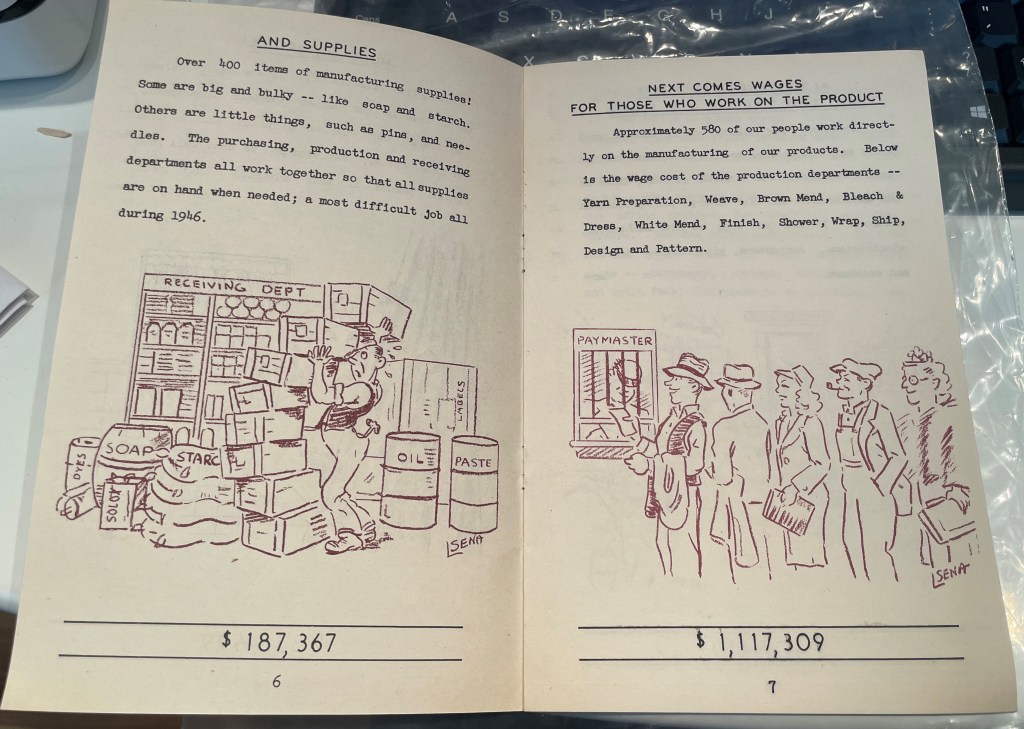 Caps
A S D F G H J K L
AND SUPPLIES
Over 400 items of manufacturing supplies!
Some are big and bulky -- like soap and starch.
Others are little things, such as pins, and nee-
dles. The purchasing, production and receiving
departments all work together so that all supplies
are on hand when needed; a most difficult job all
during 1946.
RECEIVING DEPT
LABELS
DYES
SOAP
STARC
SOLOX
OIL
PASTE
L SENA
$ 187,367
6
NEXT COMES WAGES
FOR THOSE WHO WORK ON THE PRODUCT
Approximately 580 of our people work direct-
ly on the manufacturing of our products. Below
is the wage cost of the production departments --
Yarn Preparation, Weave, Brown Mend, Bleach &
Dress, White Mend, Finish, Shower, Wrap, Ship,
Design and Pattern.
PAYMASTER
L SENA
$ 1,117,309
7